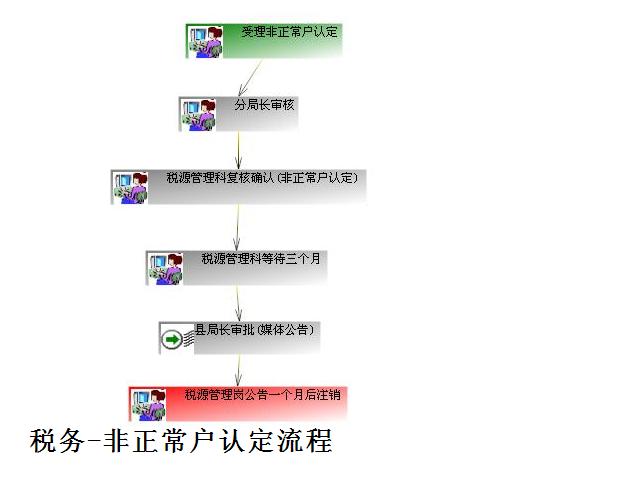 受理非正常户认定
分局长审核
税源管理科复核确认(非正常户认定)
税源管理科等待三个月
县局长审批(媒体公告)
税源管理岗公告一个月后注销
税务-非正常户认定流程